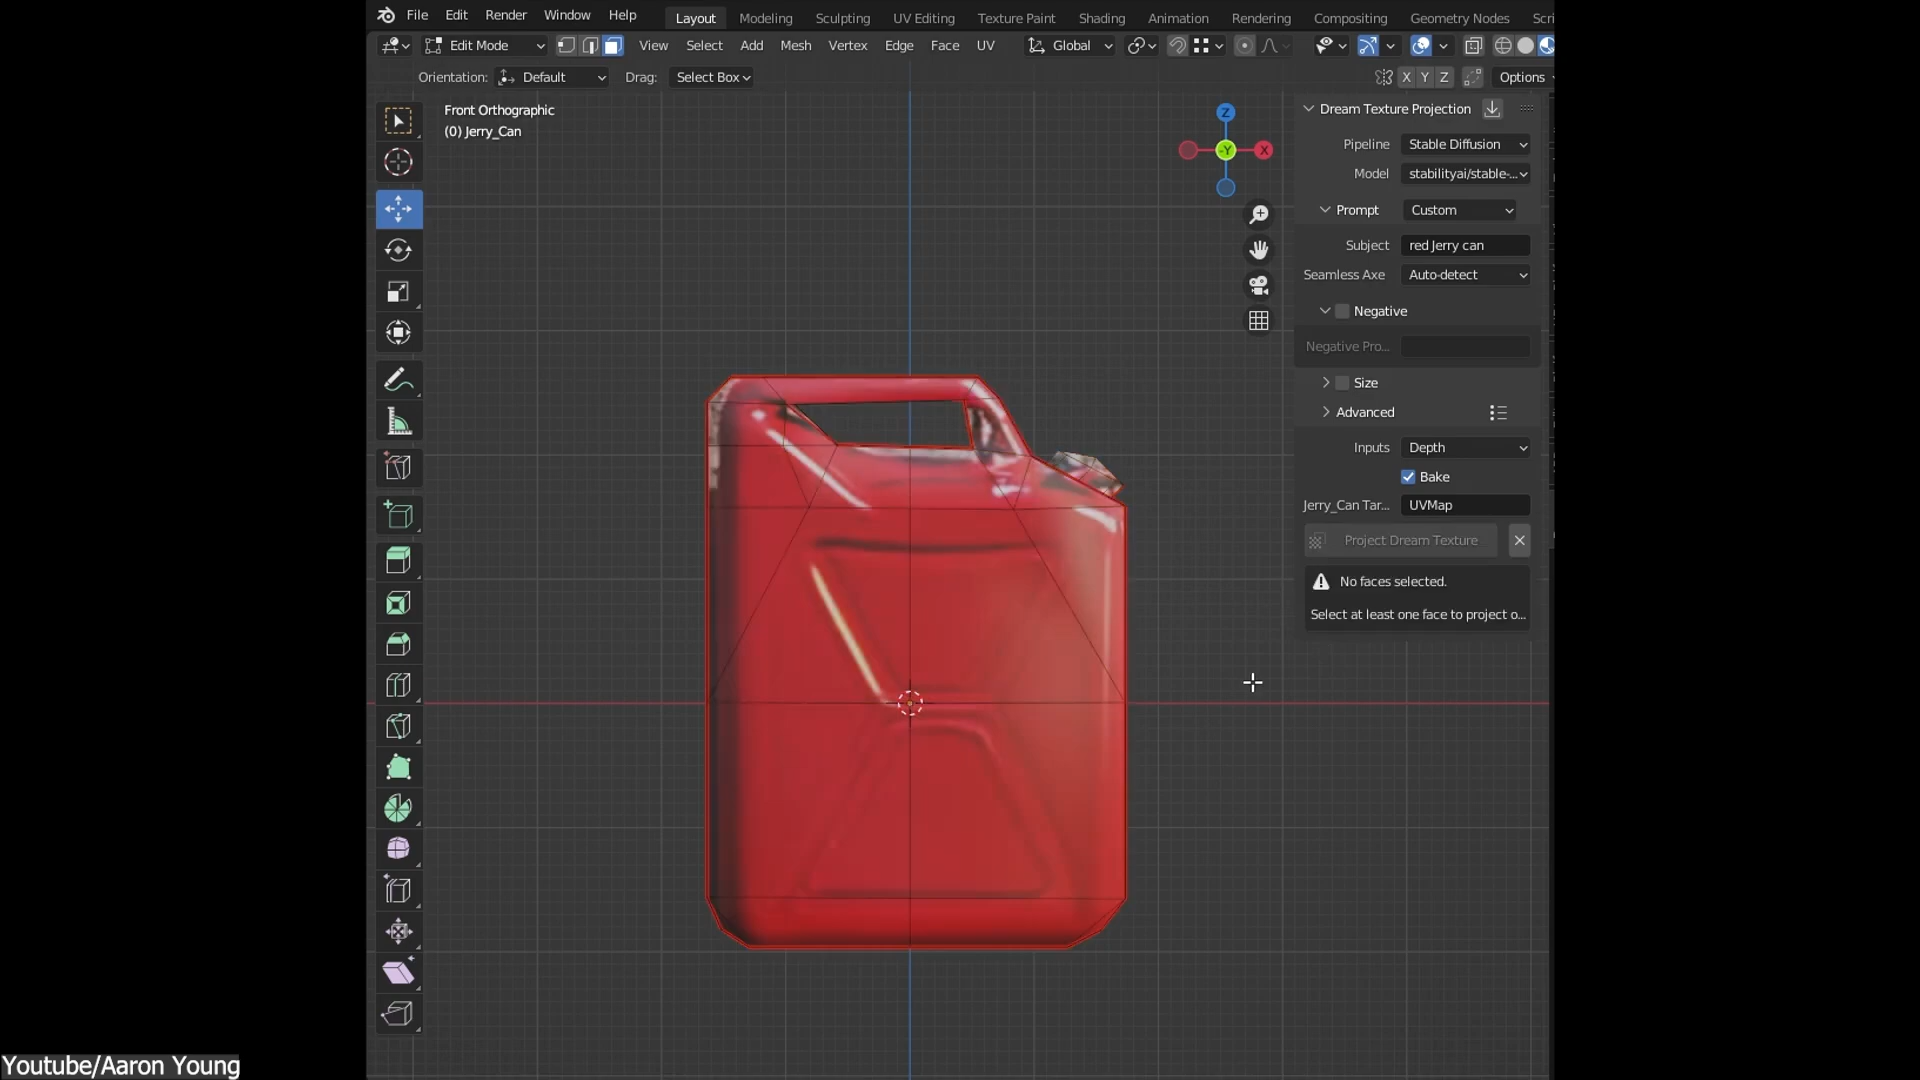 File Edit Render Window Help Layout Modeling Sculpting UV Editing Texture Paint Shading Animation Rendering Compositing Geometry Nodes Scri
Edit Mode View Select Add Mesh Vertex Edge Face UV Global
Orientation: Default Drag: Select Box X Y Z Options
Front Orthographic
(0) Jerry_Can
Z
-Y X
Dream Texture Projection
Pipeline Stable Diffusion
Model stabilityai/stable-...
Prompt Custom
Subject red Jerry can
Seamless Axe Auto-detect
Negative
Negative Pro...
Size
Advanced
Inputs Depth
Bake
Jerry_Can Tar... UVMap
Project Dream Texture
No faces selected.
Select at least one face to project o...
Youtube/Aaron Young